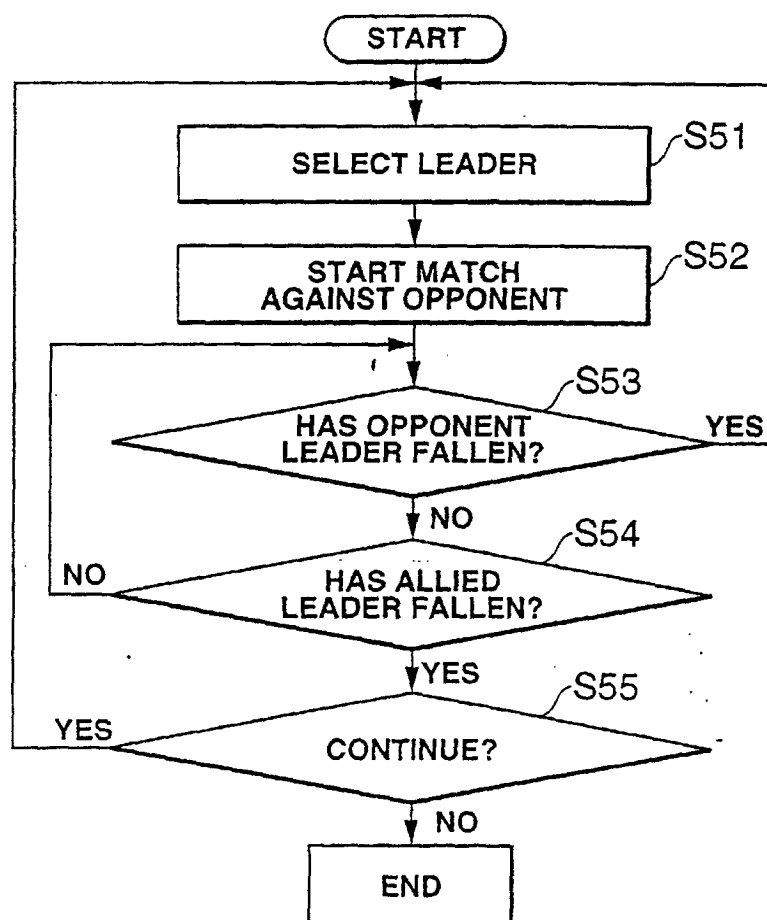 START
SELECT LEADER
S51
START MATCH
AGAINST OPPONENT
S52
HAS OPPONENT
LEADER FALLEN?
S53
YES
NO
HAS ALLIED
LEADER FALLEN?
S54
NO
YES
CONTINUE?
S55
YES
NO
END